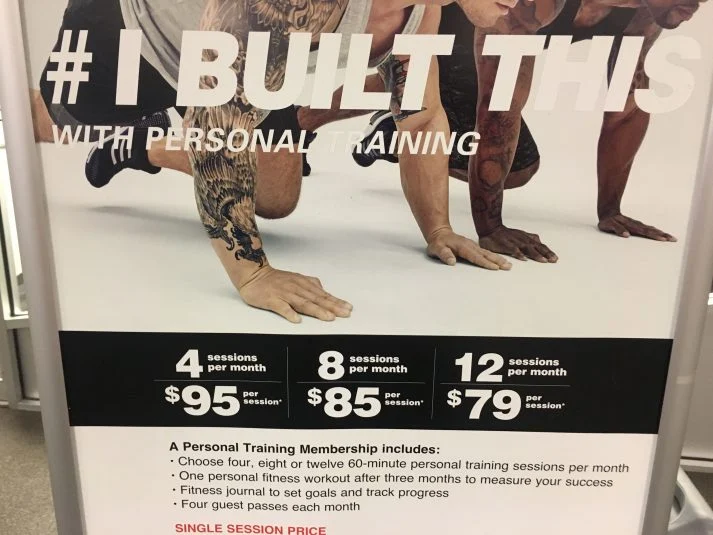 # I BUILT THIS
WITH PERSONAL TRAINING
4 sessions per month
$95 per session*
8 sessions per month
$85 per session*
12 sessions per month
$79 per session*
A Personal Training Membership includes:
· Choose four, eight or twelve 60-minute personal training sessions per month
· One personal fitness workout after three months to measure your success
· Fitness journal to set goals and track progress
· Four guest passes each month
SINGLE SESSION PRICE